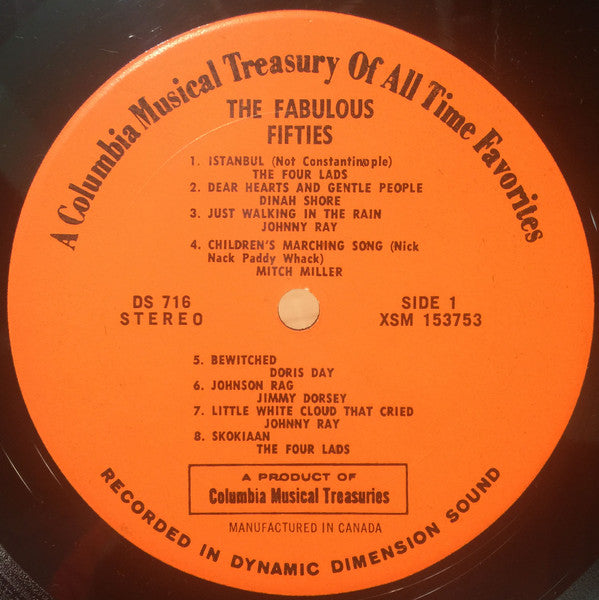 A Columbia Musical Treasury Of All Time Favorites
THE FABULOUS
FIFTIES
1. ISTANBUL (Not Constantinople)
THE FOUR LADS
2. DEAR HEARTS AND GENTLE PEOPLE
DINAH SHORE
3. JUST WALKING IN THE RAIN
JOHNNY RAY
4. CHILDREN'S MARCHING SONG (Nick
Nack Paddy Whack)
MITCH MILLER
DS 716
STEREO
SIDE 1
XSM 153753
5. BEWITCHED
DORIS DAY
6. JOHNSON RAG
JIMMY DORSEY
7. LITTLE WHITE CLOUD THAT CRIED
JOHNNY RAY
8. SKOKIAAN
THE FOUR LADS
A PRODUCT OF
Columbia Musical Treasuries
MANUFACTURED IN CANADA
RECORDED IN DYNAMIC DIMENSION SOUND